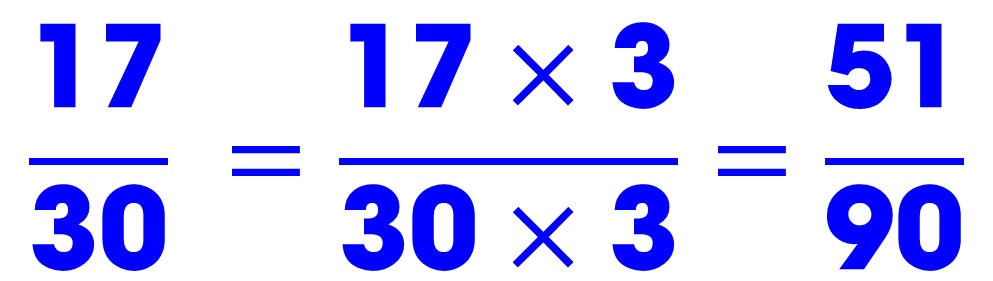 17/30 = 17 × 3/30 × 3 = 51/90